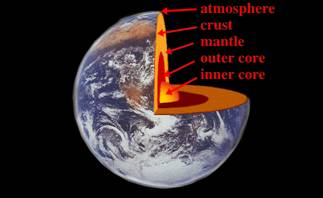 atmosphere
crust
mantle
outer core
inner core